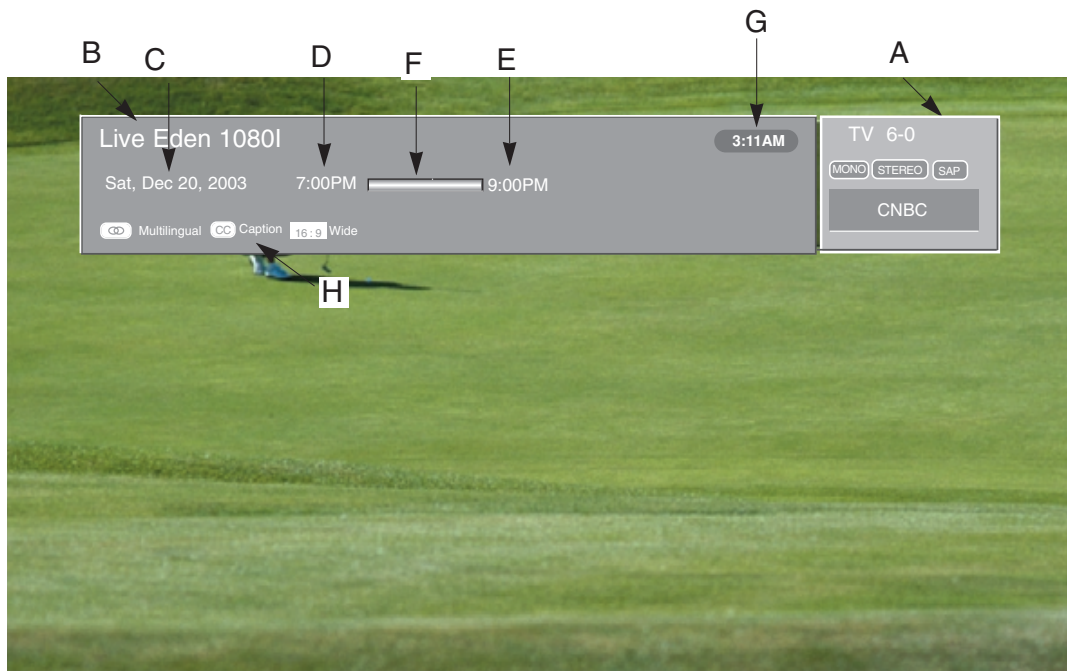 G
B C D F E A
Live Eden 1080I 3:11AM TV 6-0
Sat, Dec 20, 2003 7:00PM 9:00PM MONO STEREO SAP
CNBC
Multilingual CC Caption 16:9 Wide
H